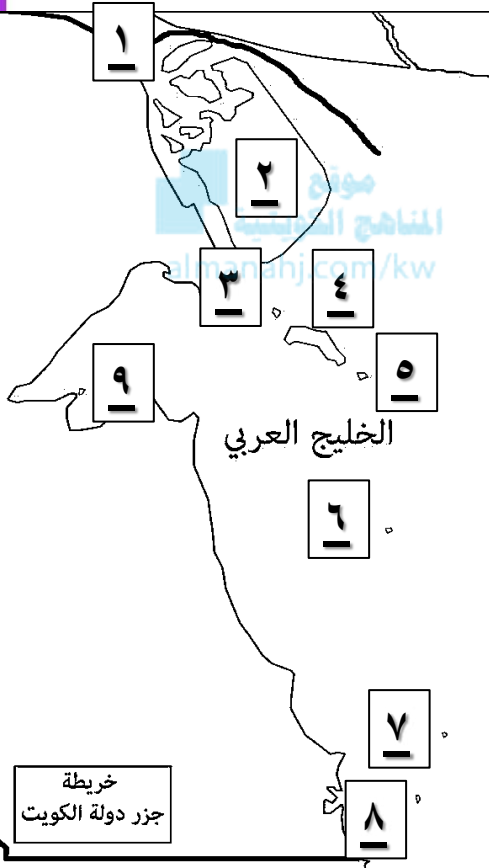 ١
٢
موقع
المناهج الكويتية
almanahj.com/kw
٣
٤
٥
٩
الخليج العربي
٦
٧
خريطة
جزر دولة الكويت
٨